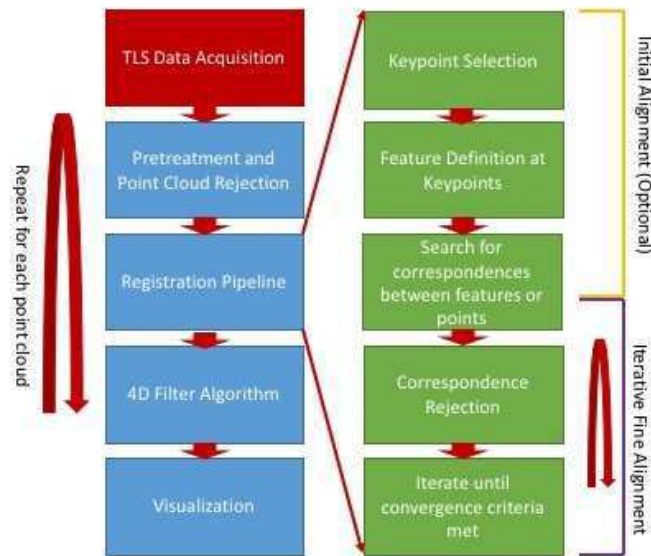 TLS Data Acquisition
Pretreatment and
Point Cloud Rejection
Registration Pipeline
4D Filter Algorithm
Visualization
Repeat for each point
cloud
Keypoint Selection
Feature Definition at
Keypoints
Search for
correspondences
between features or
points
Correspondence
Rejection
Iterate until
convergence criteria
met
Initial Alignment (Optional)
Iterative Fine Alignment